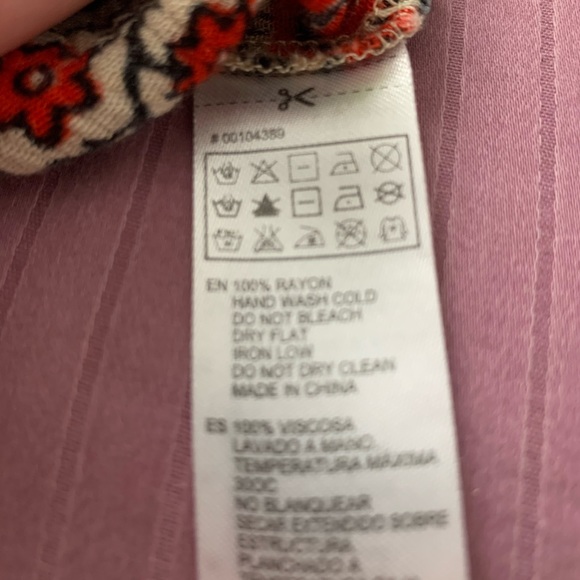 # 00104389
EN 100% RAYON
HAND WASH COLD
DO NOT BLEACH
DRY FLAT
IRON LOW
DO NOT DRY CLEAN
MADE IN CHINA
ES 100% VISCOSA
LAVADO A MANO,
TEMPERATURA MÁXIMA
30OC
NO BLANQUEAR
SECAR EXTENDIDO SOBRE
ESTRUCTURA
PLANCHADO A